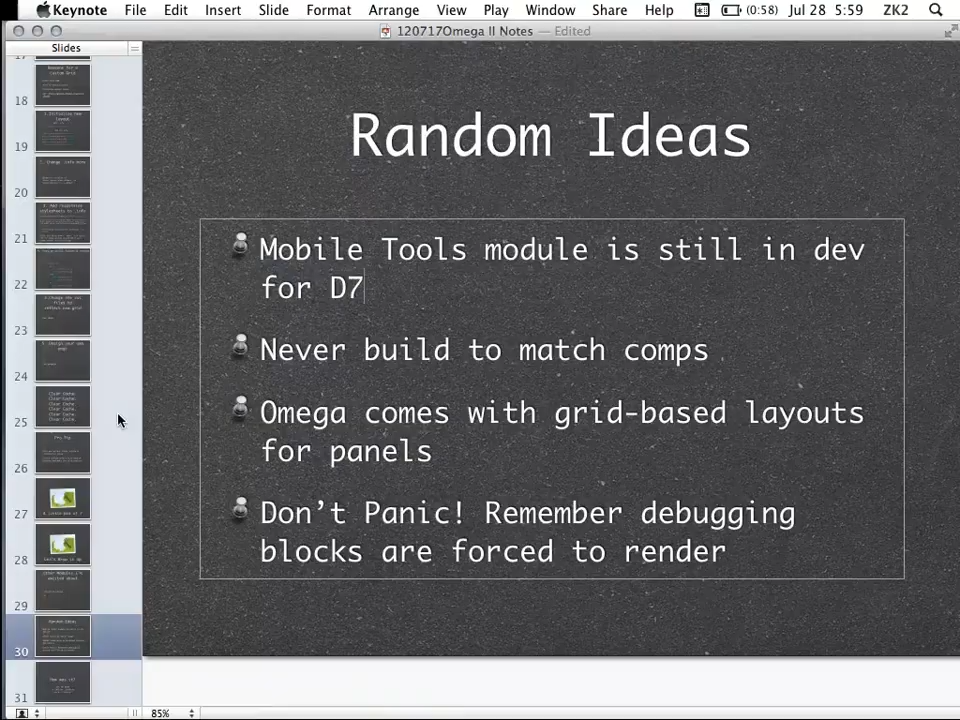 Keynote File Edit Insert Slide Format Arrange View Play Window Share Help (0:58) Jul 28 5:59 ZK2
120717Omega II Notes — Edited
Slides
Random Ideas
Mobile Tools module is still in dev
for D7
Never build to match comps
Omega comes with grid-based layouts
for panels
Don't Panic! Remember debugging
blocks are forced to render
17
18
19
20
21
22
23
24
25
26
27
28
29
30
31
85%